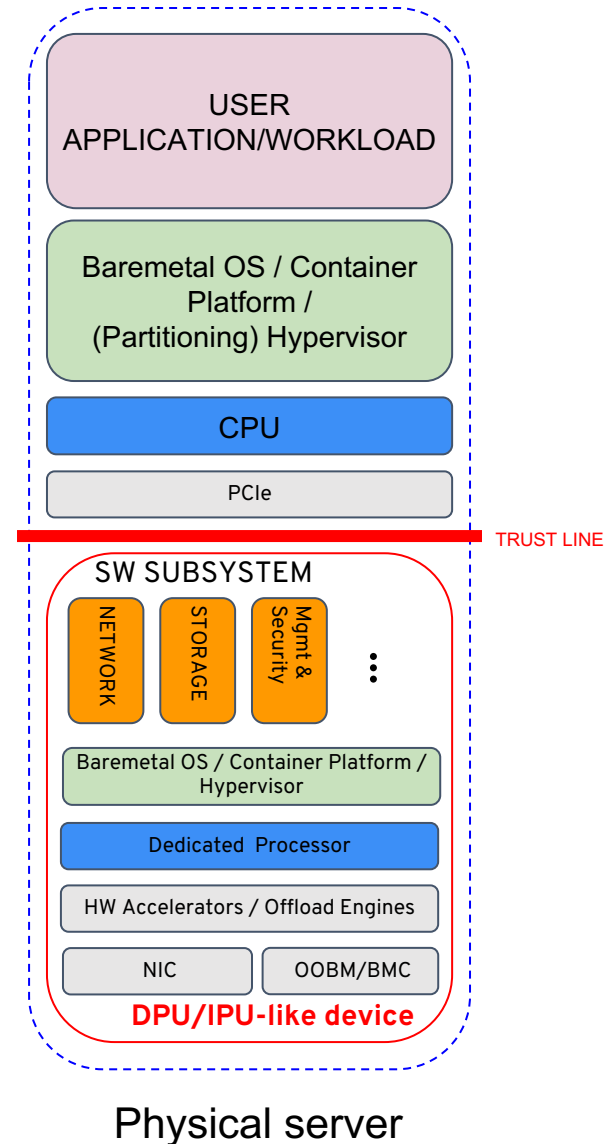 USER
APPLICATION/WORKLOAD
Baremetal OS / Container
Platform /
(Partitioning) Hypervisor
CPU
PCIe
TRUST LINE
SW SUBSYSTEM
NETWORK
STORAGE
Mgmt &
Security
...
Baremetal OS / Container Platform /
Hypervisor
Dedicated Processor
HW Accelerators / Offload Engines
NIC
OOBM/BMC
DPU/IPU-like device
Physical server